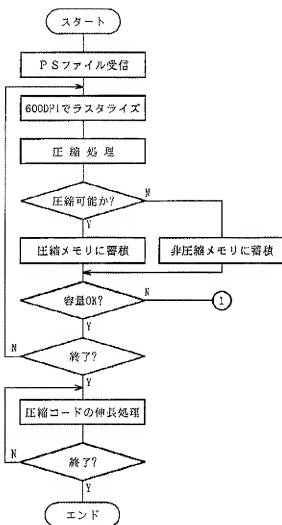 スタート
PSファイル受信
600DPIでラスタライズ
圧縮処理
圧縮可能か?
N
Y
圧縮メモリに蓄積
非圧縮メモリに蓄積
容量OK?
N
1
Y
終了?
N
Y
圧縮コードの伸長処理
終了?
N
Y
エンド